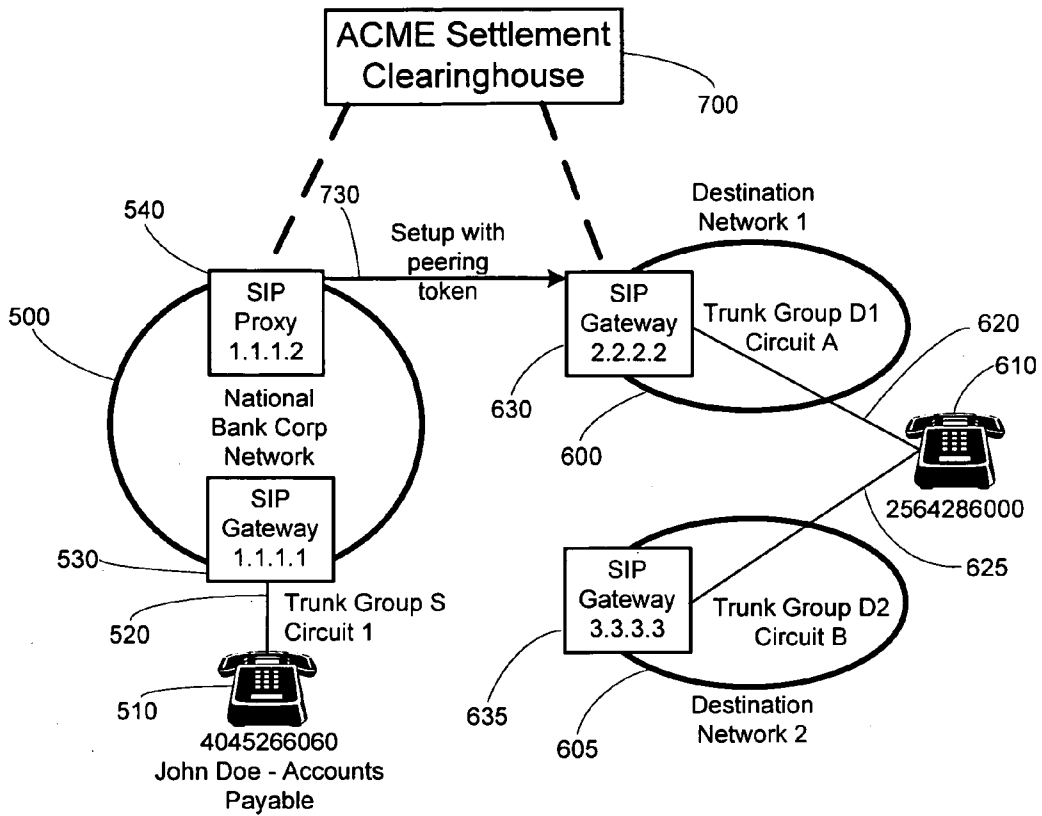 ACME Settlement
Clearinghouse
700
540
730
Setup with
peering
token
Destination
Network 1
500
SIP
Proxy
1.1.1.2
SIP
Gateway
2.2.2.2
Trunk Group D1
Circuit A
620
610
630
600
National
Bank Corp
Network
2564286000
SIP
Gateway
1.1.1.1
530
SIP
Gateway
3.3.3.3
Trunk Group D2
Circuit B
625
520
Trunk Group S
Circuit 1
510
635
605
Destination
Network 2
4045266060
John Doe - Accounts
Payable